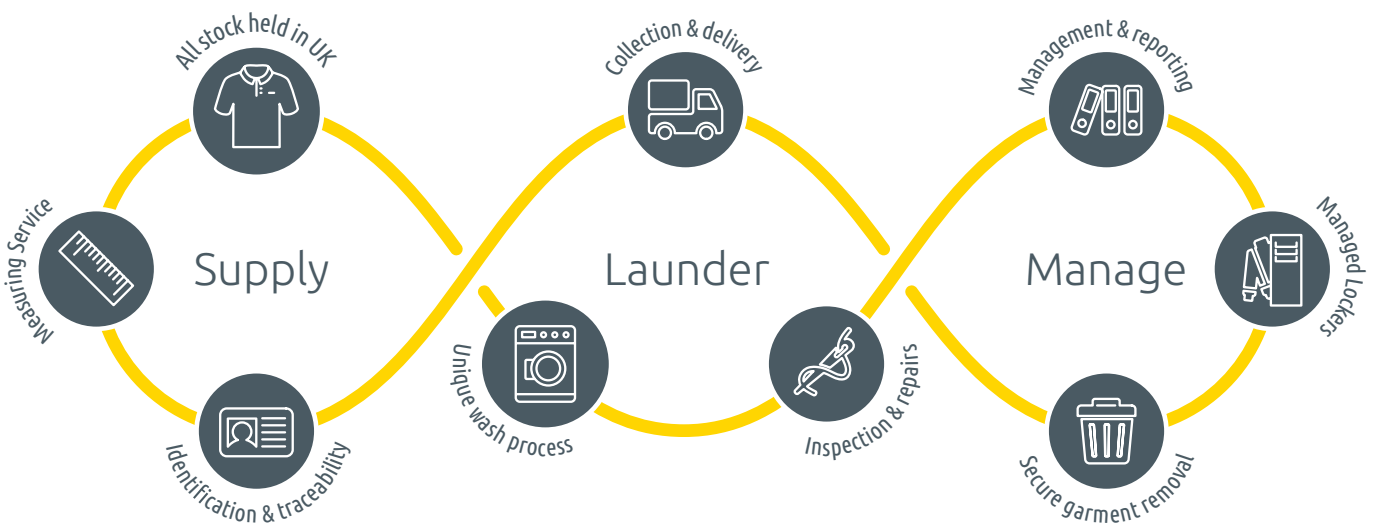 All stock held in UK
Measuring Service
Supply
Identification & traceability
Collection & delivery
Launder
Unique wash process
Inspection & repairs
Management & reporting
Manage
Managed Lockers
Secure garment removal